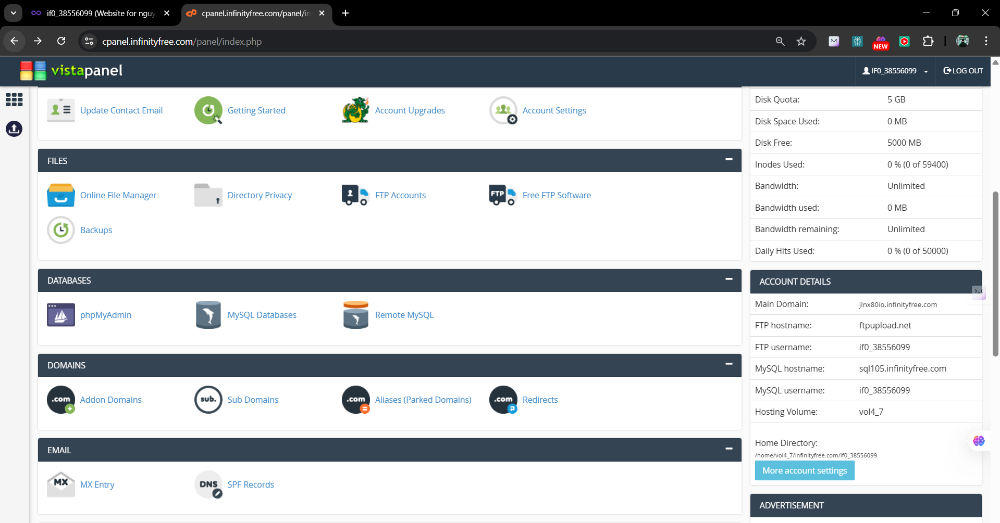 if0_38556099 (Website for nguy
cpanel.infinityfree.com/panel/in
cpanel.infinityfree.com/panel/index.php
NEW
vistapanel
IF0_38556099
LOG OUT
Update Contact Email
Getting Started
Account Upgrades
Account Settings
FILES
Online File Manager
Directory Privacy
FTP Accounts
FTP
Free FTP Software
Backups
DATABASES
phpMyAdmin
MySQL Databases
Remote MySQL
DOMAINS
.com
Addon Domains
sub.
Sub Domains
.com
Aliases (Parked Domains)
.com
Redirects
EMAIL
MX
MX Entry
DNS
SPF Records
Disk Quota: 5 GB
Disk Space Used: 0 MB
Disk Free: 5000 MB
Inodes Used: 0 % (0 of 59400)
Bandwidth: Unlimited
Bandwidth used: 0 MB
Bandwidth remaining: Unlimited
Daily Hits Used: 0 % (0 of 50000)
ACCOUNT DETAILS
Main Domain: jlnx80io.infinityfree.com
FTP hostname: ftpupload.net
FTP username: if0_38556099
MySQL hostname: sql105.infinityfree.com
MySQL username: if0_38556099
Hosting Volume: vol4_7
Home Directory:
/home/vol4_7/infinityfree.com/if0_38556099
More account settings
ADVERTISEMENT